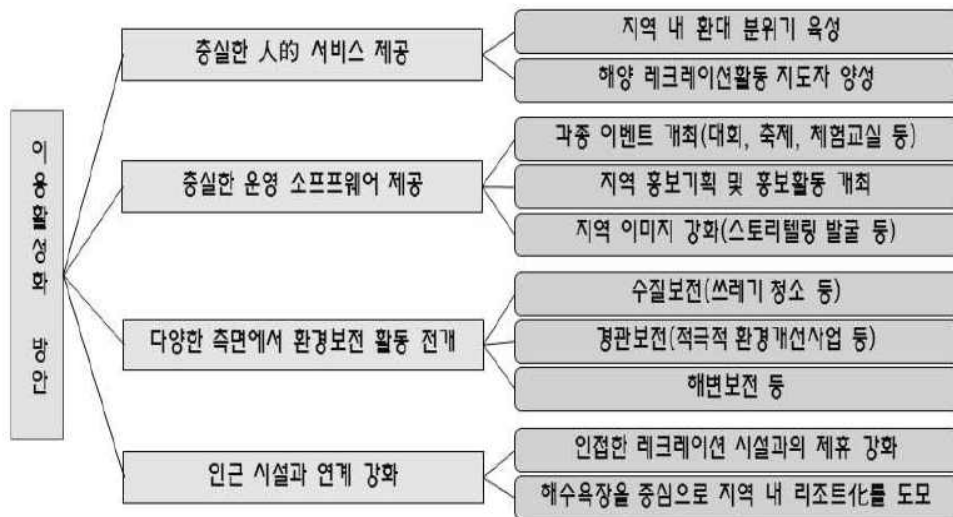 이용활성화 방안
충실한 人的 서비스 제공
지역 내 환대 분위기 육성
해양 레크레이션활동 지도자 양성
충실한 운영 소프프웨어 제공
각종 이벤트 개최(대회, 축제, 체험교실 등)
지역 홍보기획 및 홍보활동 개최
지역 이미지 강화(스토리텔링 발굴 등)
다양한 측면에서 환경보전 활동 전개
수질보전(쓰레기 청소 등)
경관보전(적극적 환경개선사업 등)
해변보전 등
인근 시설과 연계 강화
인접한 레크레이션 시설과의 제휴 강화
해수욕장을 중심으로 지역 내 리조트化를 도모